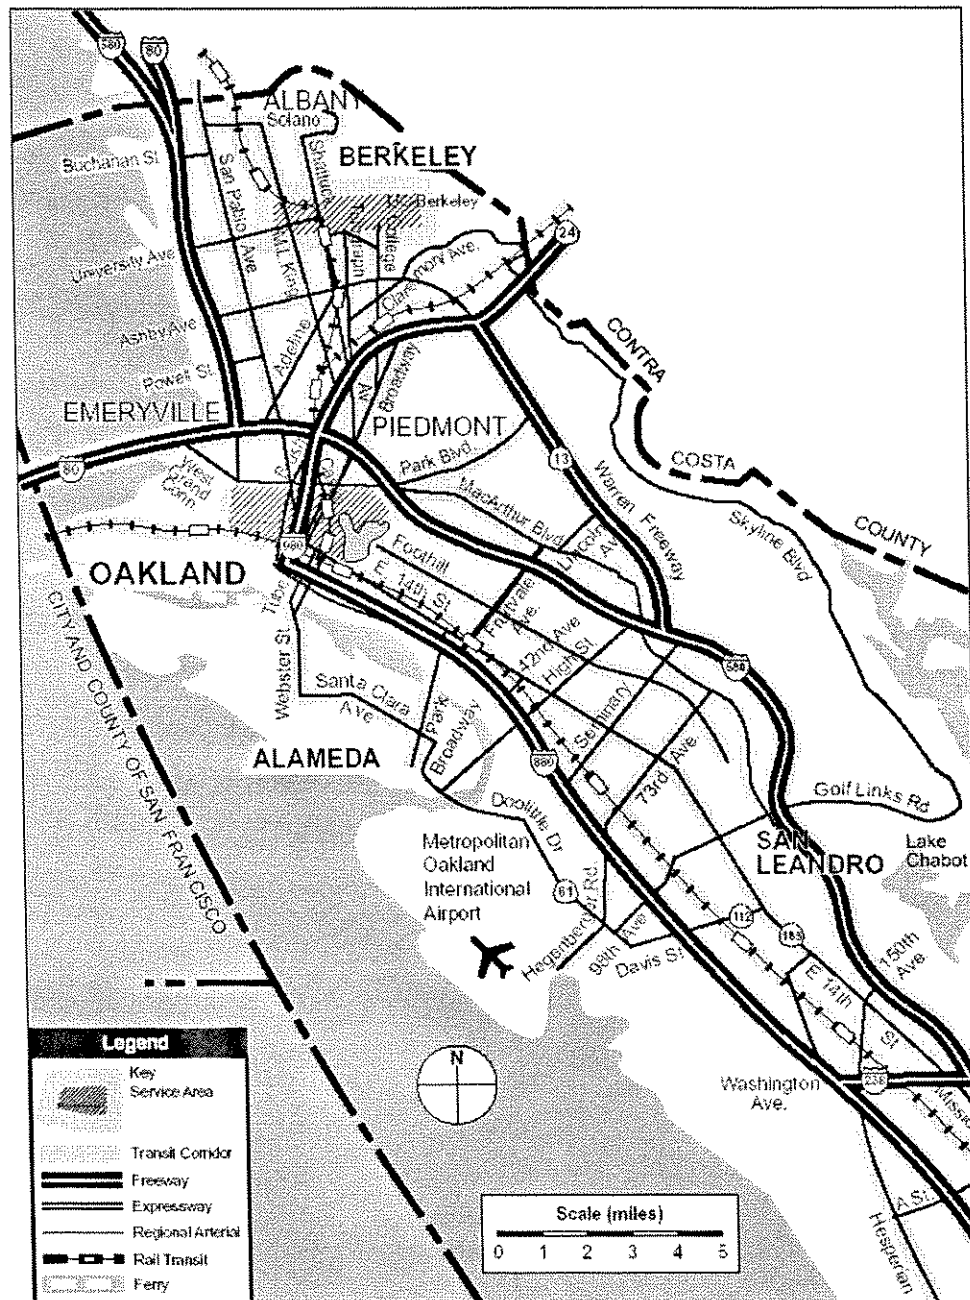 580
80
ALBANY
Solano
Buchanan St
Shattuck
BERKELEY
San Pablo Ave
UC Berkeley
24
M.L. King
College
University Ave
Claremont Ave.
Ashby Ave
Adeline
Powell St
Broadway
Av
CONTRA
EMERYVILLE
PIEDMONT
COSTA
80
West
Grand
Conn
Park Blvd.
13
Warren Freeway
MacArthur Blvd
Skyline Blvd
COUNTY
980
Lincoln
Ave
Foothill
OAKLAND
E. 14th St
Fruitvale
Ave
Webster St
42nd Ave
High St
580
CITY AND COUNTY OF SAN FRANCISCO
Santa Clara
Ave
Park
Broadway
Seminary
ALAMEDA
880
73rd Ave.
Golf Links Rd
Doolittle Dr
SAN
LEANDRO
Lake
Chabot
Metropolitan
Oakland
International
Airport
61
Hegenberger Rd.
98th Ave
112
185
Davis St
150th
Ave.
E 14th
St
Legend
Key
Service Area
N
Washington
Ave.
238
Missio
Transit Corridor
Freeway
Expressway
Regional Arterial
Rail Transit
Ferry
Scale (miles)
0 1 2 3 4 5
A St.
Hesperian